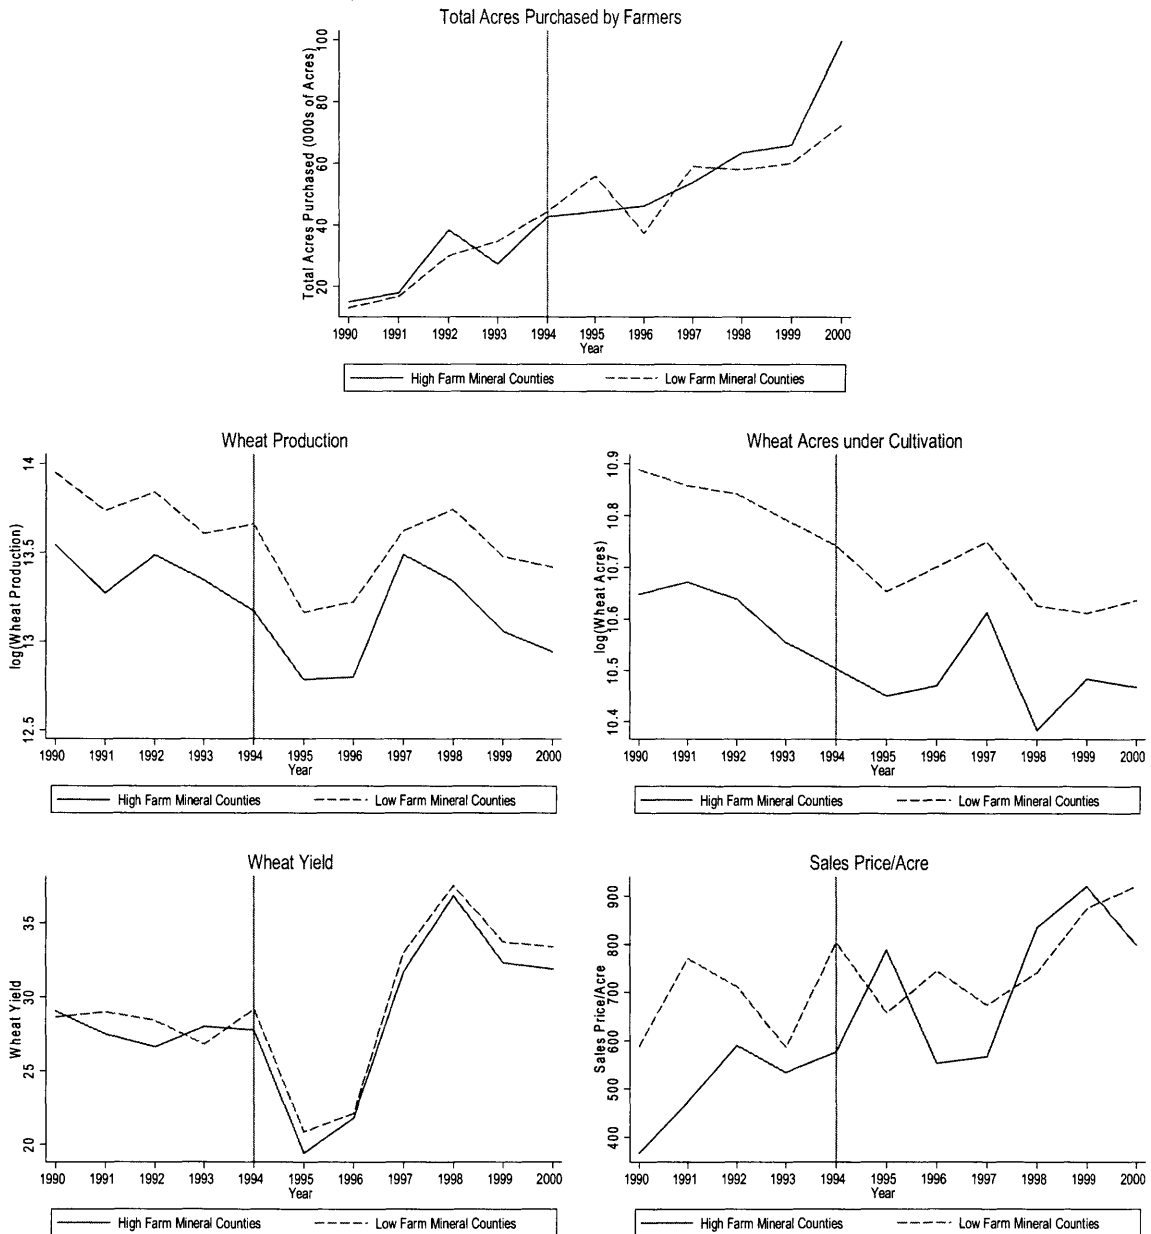 Total Acres Purchased by Farmers
Total Acres Purchased (000s of Acres)
100
80
60
40
20
1990 1991 1992 1993 1994 1995 1996 1997 1998 1999 2000
Year
High Farm Mineral Counties Low Farm Mineral Counties
Wheat Production
log(Wheat Production)
14
13.5
13
12.5
1990 1991 1992 1993 1994 1995 1996 1997 1998 1999 2000
Year
High Farm Mineral Counties Low Farm Mineral Counties
Wheat Acres under Cultivation
log(Wheat Acres)
10.9
10.8
10.7
10.6
10.5
10.4
1990 1991 1992 1993 1994 1995 1996 1997 1998 1999 2000
Year
High Farm Mineral Counties Low Farm Mineral Counties
Wheat Yield
Wheat Yield
35
30
25
20
1990 1991 1992 1993 1994 1995 1996 1997 1998 1999 2000
Year
High Farm Mineral Counties Low Farm Mineral Counties
Sales Price/Acre
Sales Price/Acre
900
800
700
600
500
400
1990 1991 1992 1993 1994 1995 1996 1997 1998 1999 2000
Year
High Farm Mineral Counties Low Farm Mineral Counties